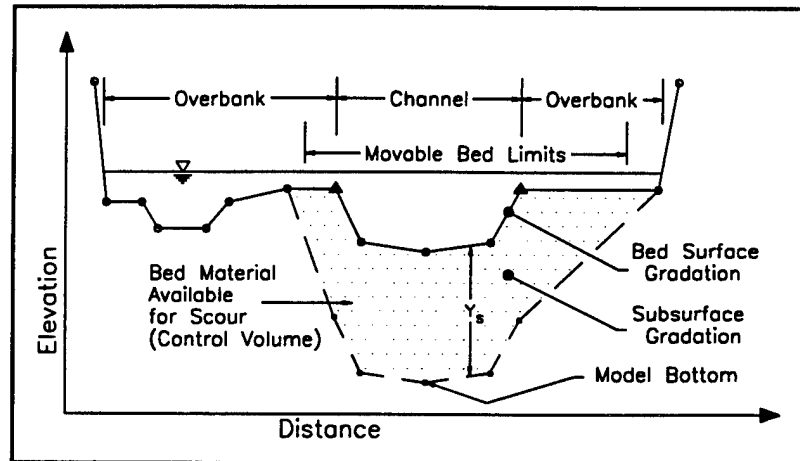 Overbank
Channel
Overbank
Movable Bed Limits
Bed Material
Available
for Scour
(Control Volume)
Bed Surface
Gradation
Subsurface
Gradation
Ys
Model Bottom
Elevation
Distance